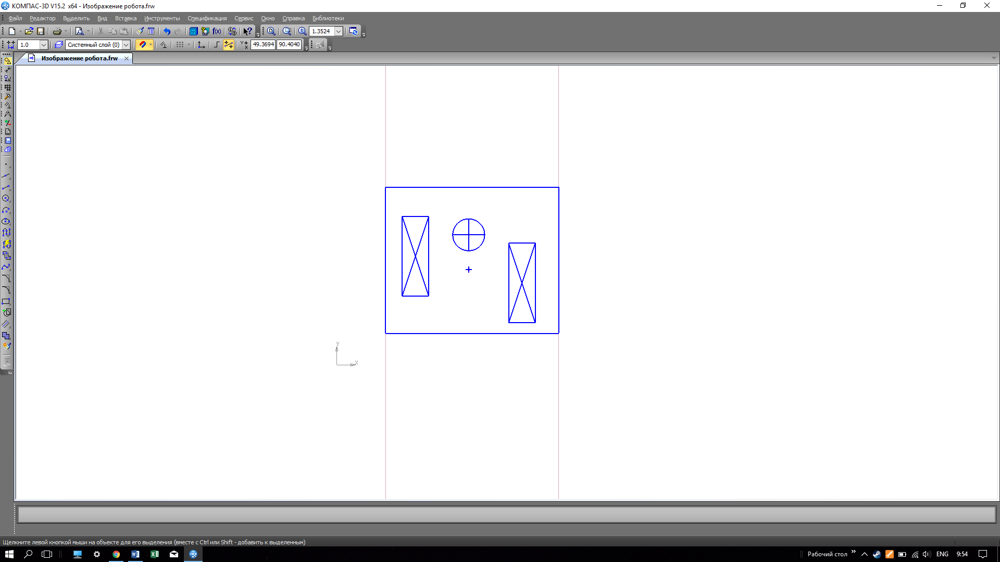 КОМПАС-3D V15.2 x64 - Изображение робота.frw
Файл Редактор Выделить Вид Вставка Инструменты Спецификация Сервис Окно Справка Библиотеки
f(x) 1.3524
1.0 Системный слой (0) 49.3694 90.4040
Изображение робота.frw
Y
X
Щелкните левой кнопкой мыши на объекте для его выделения (вместе с Ctrl или Shift - добавить к выделенным)
Рабочий стол ENG 9:54